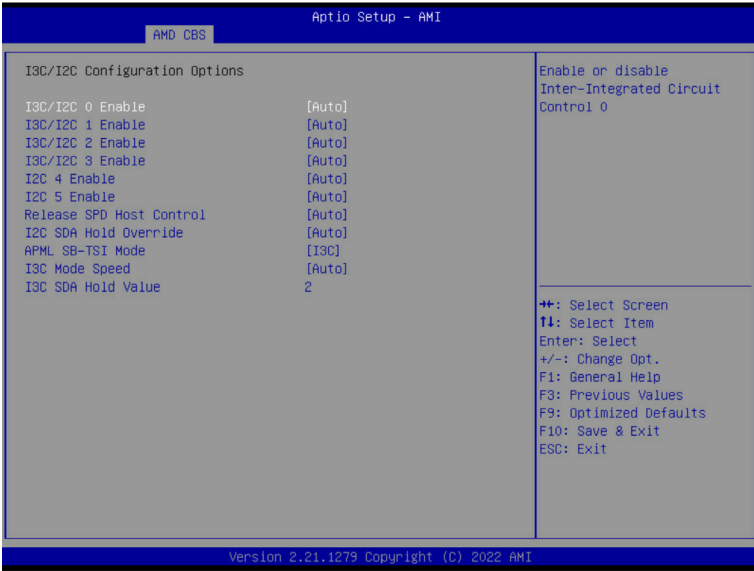 Aptio Setup – AMI
AMD CBS
I3C/I2C Configuration Options
I3C/I2C 0 Enable [Auto]
I3C/I2C 1 Enable [Auto]
I3C/I2C 2 Enable [Auto]
I3C/I2C 3 Enable [Auto]
I2C 4 Enable [Auto]
I2C 5 Enable [Auto]
Release SPD Host Control [Auto]
I2C SDA Hold Override [Auto]
APML SB-TSI Mode [I3C]
I3C Mode Speed [Auto]
I3C SDA Hold Value 2
Enable or disable
Inter-Integrated Circuit
Control 0
→←: Select Screen
↑↓: Select Item
Enter: Select
+/-: Change Opt.
F1: General Help
F3: Previous Values
F9: Optimized Defaults
F10: Save & Exit
ESC: Exit
Version 2.21.1279 Copyright (C) 2022 AMI